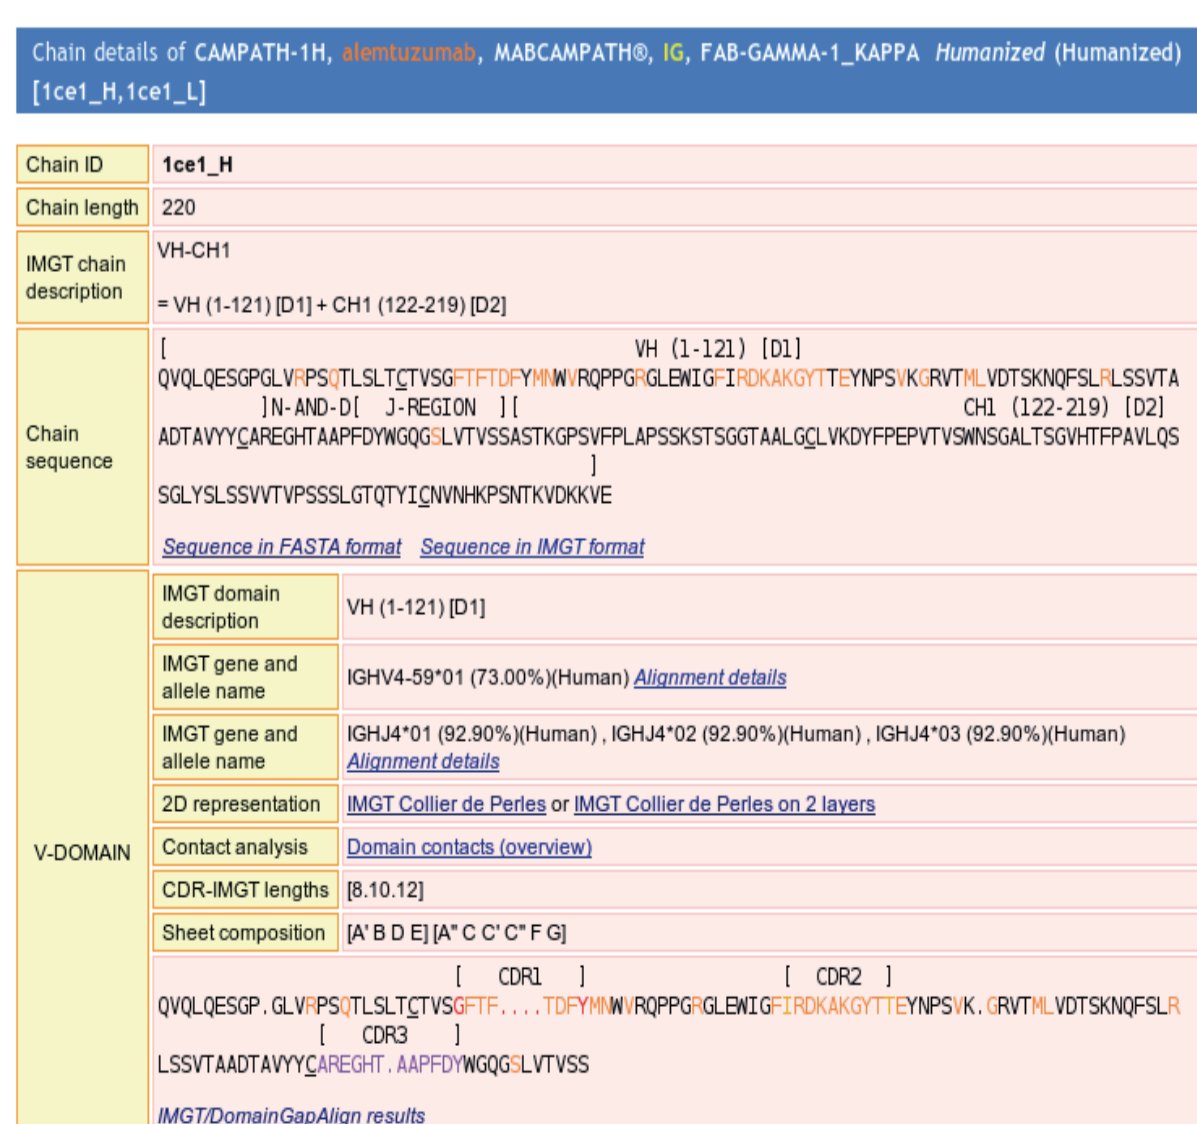 Chain details of CAMPATH-1H, alemtuzumab, MABCAMPATH®, IG, FAB-GAMMA-1_KAPPA Humanized (Humanized)
[1ce1_H,1ce1_L]
Chain ID
1ce1_H
Chain length
220
IMGT chain
description
VH-CH1
= VH (1-121) [D1] + CH1 (122-219) [D2]
Chain
sequence
[ VH (1-121) [D1]
QVQLQESGPGLVRPSQTLSLTCTVSGFTFTDFYMNWVRQPPGRGLEWIGFIRDKAKGYTTEYNPSVKGRVTMLVDTSKNQFSLRLSSVTA
]N-AND-D[ J-REGION ][ CH1 (122-219) [D2]
ADTAVYYCAREGHTAAPFDYWGQGSLVTVSSASTKGPSVFPLAPSSKSTSGGTAALGCLVKDYFPEPVTVSWNSGALTSGVHTFPAVLQS
]
SGLYSLSSVVTVPSSSLGTQTYICNVNHKPSNTKVDKKVE
Sequence in FASTA format Sequence in IMGT format
V-DOMAIN
IMGT domain
description
VH (1-121) [D1]
IMGT gene and
allele name
IGHV4-59*01 (73.00%)(Human) Alignment details
IMGT gene and
allele name
IGHJ4*01 (92.90%)(Human) , IGHJ4*02 (92.90%)(Human) , IGHJ4*03 (92.90%)(Human)
Alignment details
2D representation
IMGT Collier de Perles or IMGT Collier de Perles on 2 layers
Contact analysis
Domain contacts (overview)
CDR-IMGT lengths
[8.10.12]
Sheet composition
[A' B D E] [A" C C' C" F G]
[ CDR1 ] [ CDR2 ]
QVQLQESGP.GLVRPSQTLSLTCTVSGFTF....TDFYMNWVRQPPGRGLEWIGFIRDKAKGYTTEYNPSVK.GRVTMLVDTSKNQFSLR
[ CDR3 ]
LSSVTAADTAVYYCAREGHT.AAPFDYWGQGSLVTVSS
IMGT/DomainGapAlign results